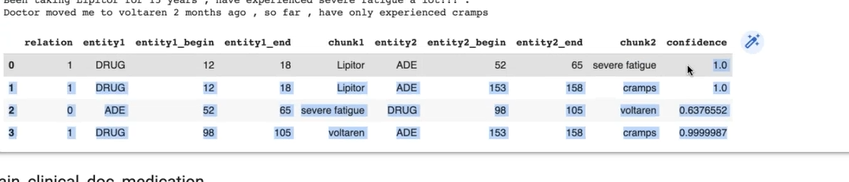 Been taking Lipitor for 15 years , have experienced severe fatigue a lot!!! .
Doctor moved me to voltaren 2 months ago , so far , have only experienced cramps
relation entity1 entity1_begin entity1_end chunk1 entity2 entity2_begin entity2_end chunk2 confidence
0 1 DRUG 12 18 Lipitor ADE 52 65 severe fatigue 1.0
1 1 DRUG 12 18 Lipitor ADE 153 158 cramps 1.0
2 0 ADE 52 65 severe fatigue DRUG 98 105 voltaren 0.6376552
3 1 DRUG 98 105 voltaren ADE 153 158 cramps 0.9999987
clinical doc medication